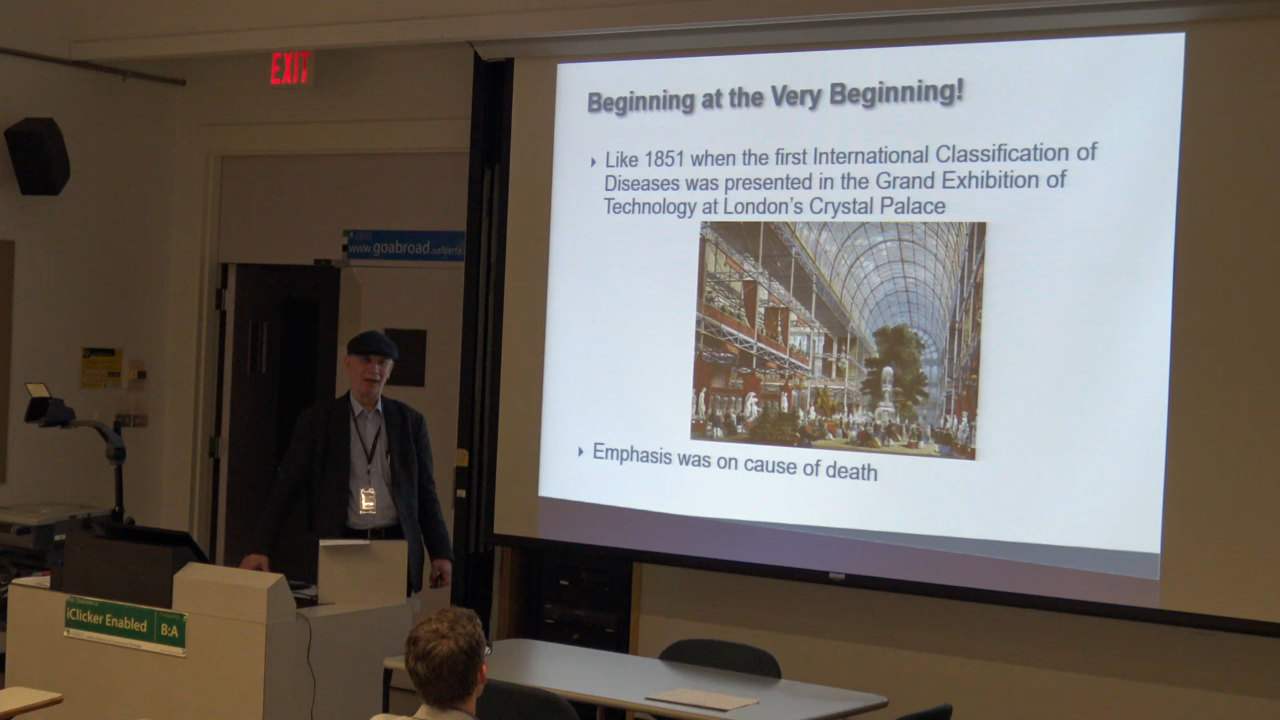 EXIT
Beginning at the Very Beginning!
Like 1851 when the first International Classification of
Diseases was presented in the Grand Exhibition of
Technology at London's Crystal Palace
www.goabroad.ualberta
Emphasis was on cause of death
iClicker Enabled B:A